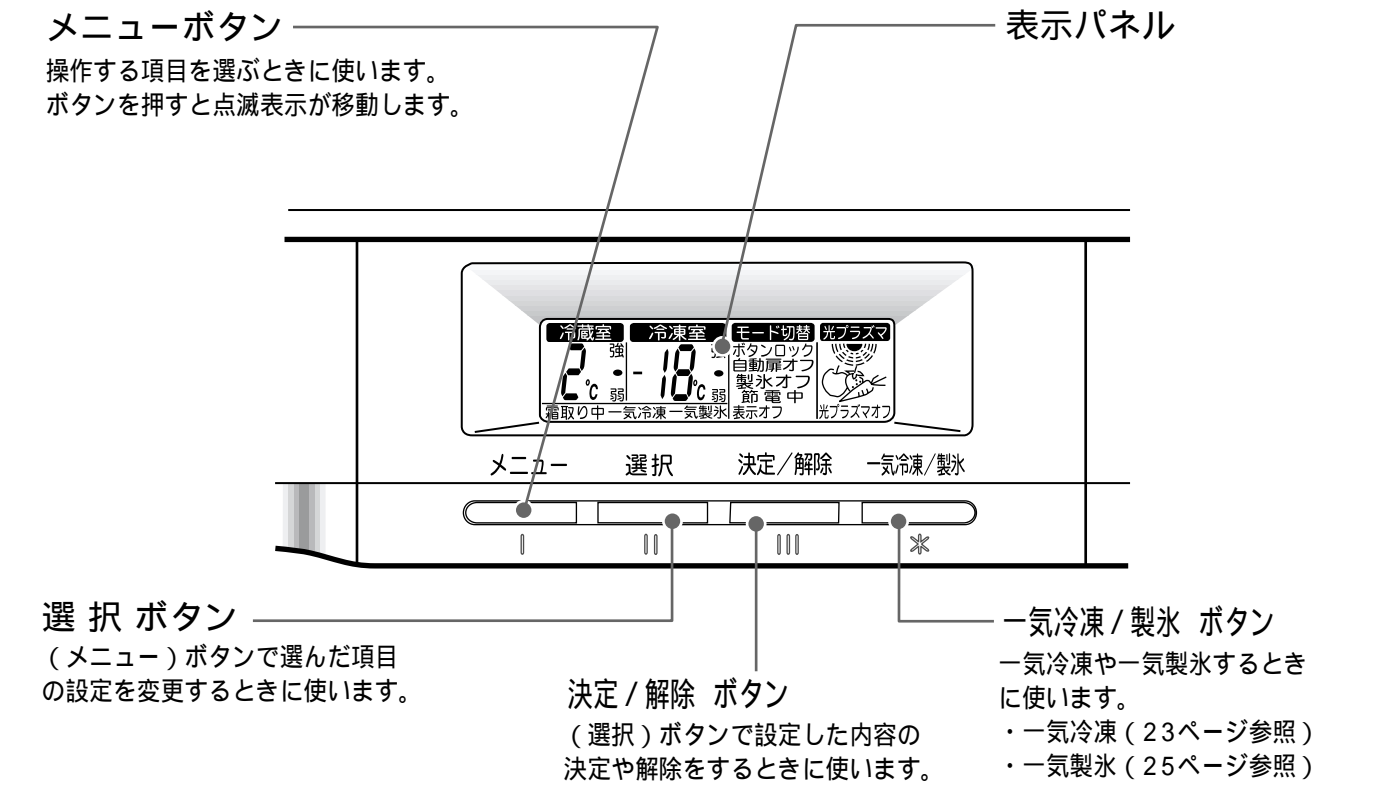 メニューボタン
操作する項目を選ぶときに使います。
ボタンを押すと点滅表示が移動します。
表示パネル
冷蔵室 冷凍室 モード切替 光プラズマ
2℃ 強 弱
-18℃ 強 弱
ボタンロック
自動扉オフ
製氷オフ
節電中
霜取り中 一気冷凍 一気製氷 表示オフ 光プラズマオフ
メニュー 選択 決定/解除 一気冷凍/製氷
選択 ボタン
(メニュー)ボタンで選んだ項目
の設定を変更するときに使います。
決定/解除 ボタン
(選択)ボタンで設定した内容の
決定や解除をするときに使います。
一気冷凍/製氷 ボタン
一気冷凍や一気製氷するとき
に使います。
・一気冷凍(23ページ参照)
・一気製氷(25ページ参照)